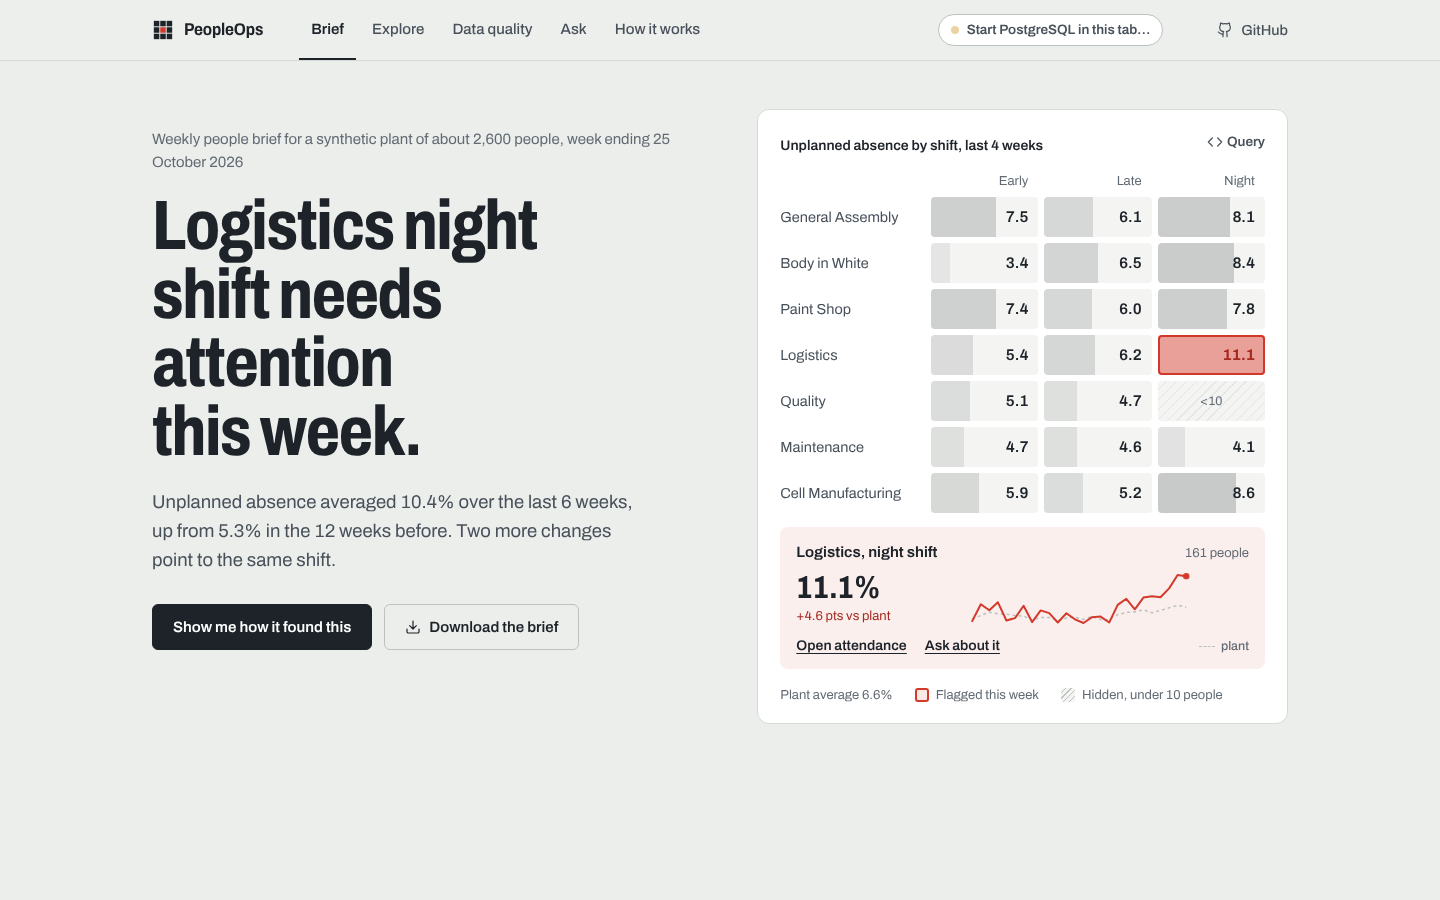 PeopleOps
Brief
Explore
Data quality
Ask
How it works
Start PostgreSQL in this tab…
GitHub
Weekly people brief for a synthetic plant of about 2,600 people, week ending 25
October 2026
Logistics night
shift needs
attention
this week.
Unplanned absence averaged 10.4% over the last 6 weeks,
up from 5.3% in the 12 weeks before. Two more changes
point to the same shift.
Show me how it found this
Download the brief
Unplanned absence by shift, last 4 weeks
Query
Early Late Night
General Assembly 7.5 6.1 8.1
Body in White 3.4 6.5 8.4
Paint Shop 7.4 6.0 7.8
Logistics 5.4 6.2 11.1
Quality 5.1 4.7 <10
Maintenance 4.7 4.6 4.1
Cell Manufacturing 5.9 5.2 8.6
Logistics, night shift
161 people
11.1%
+4.6 pts vs plant
Open attendance
Ask about it
plant
Plant average 6.6%
Flagged this week
Hidden, under 10 people